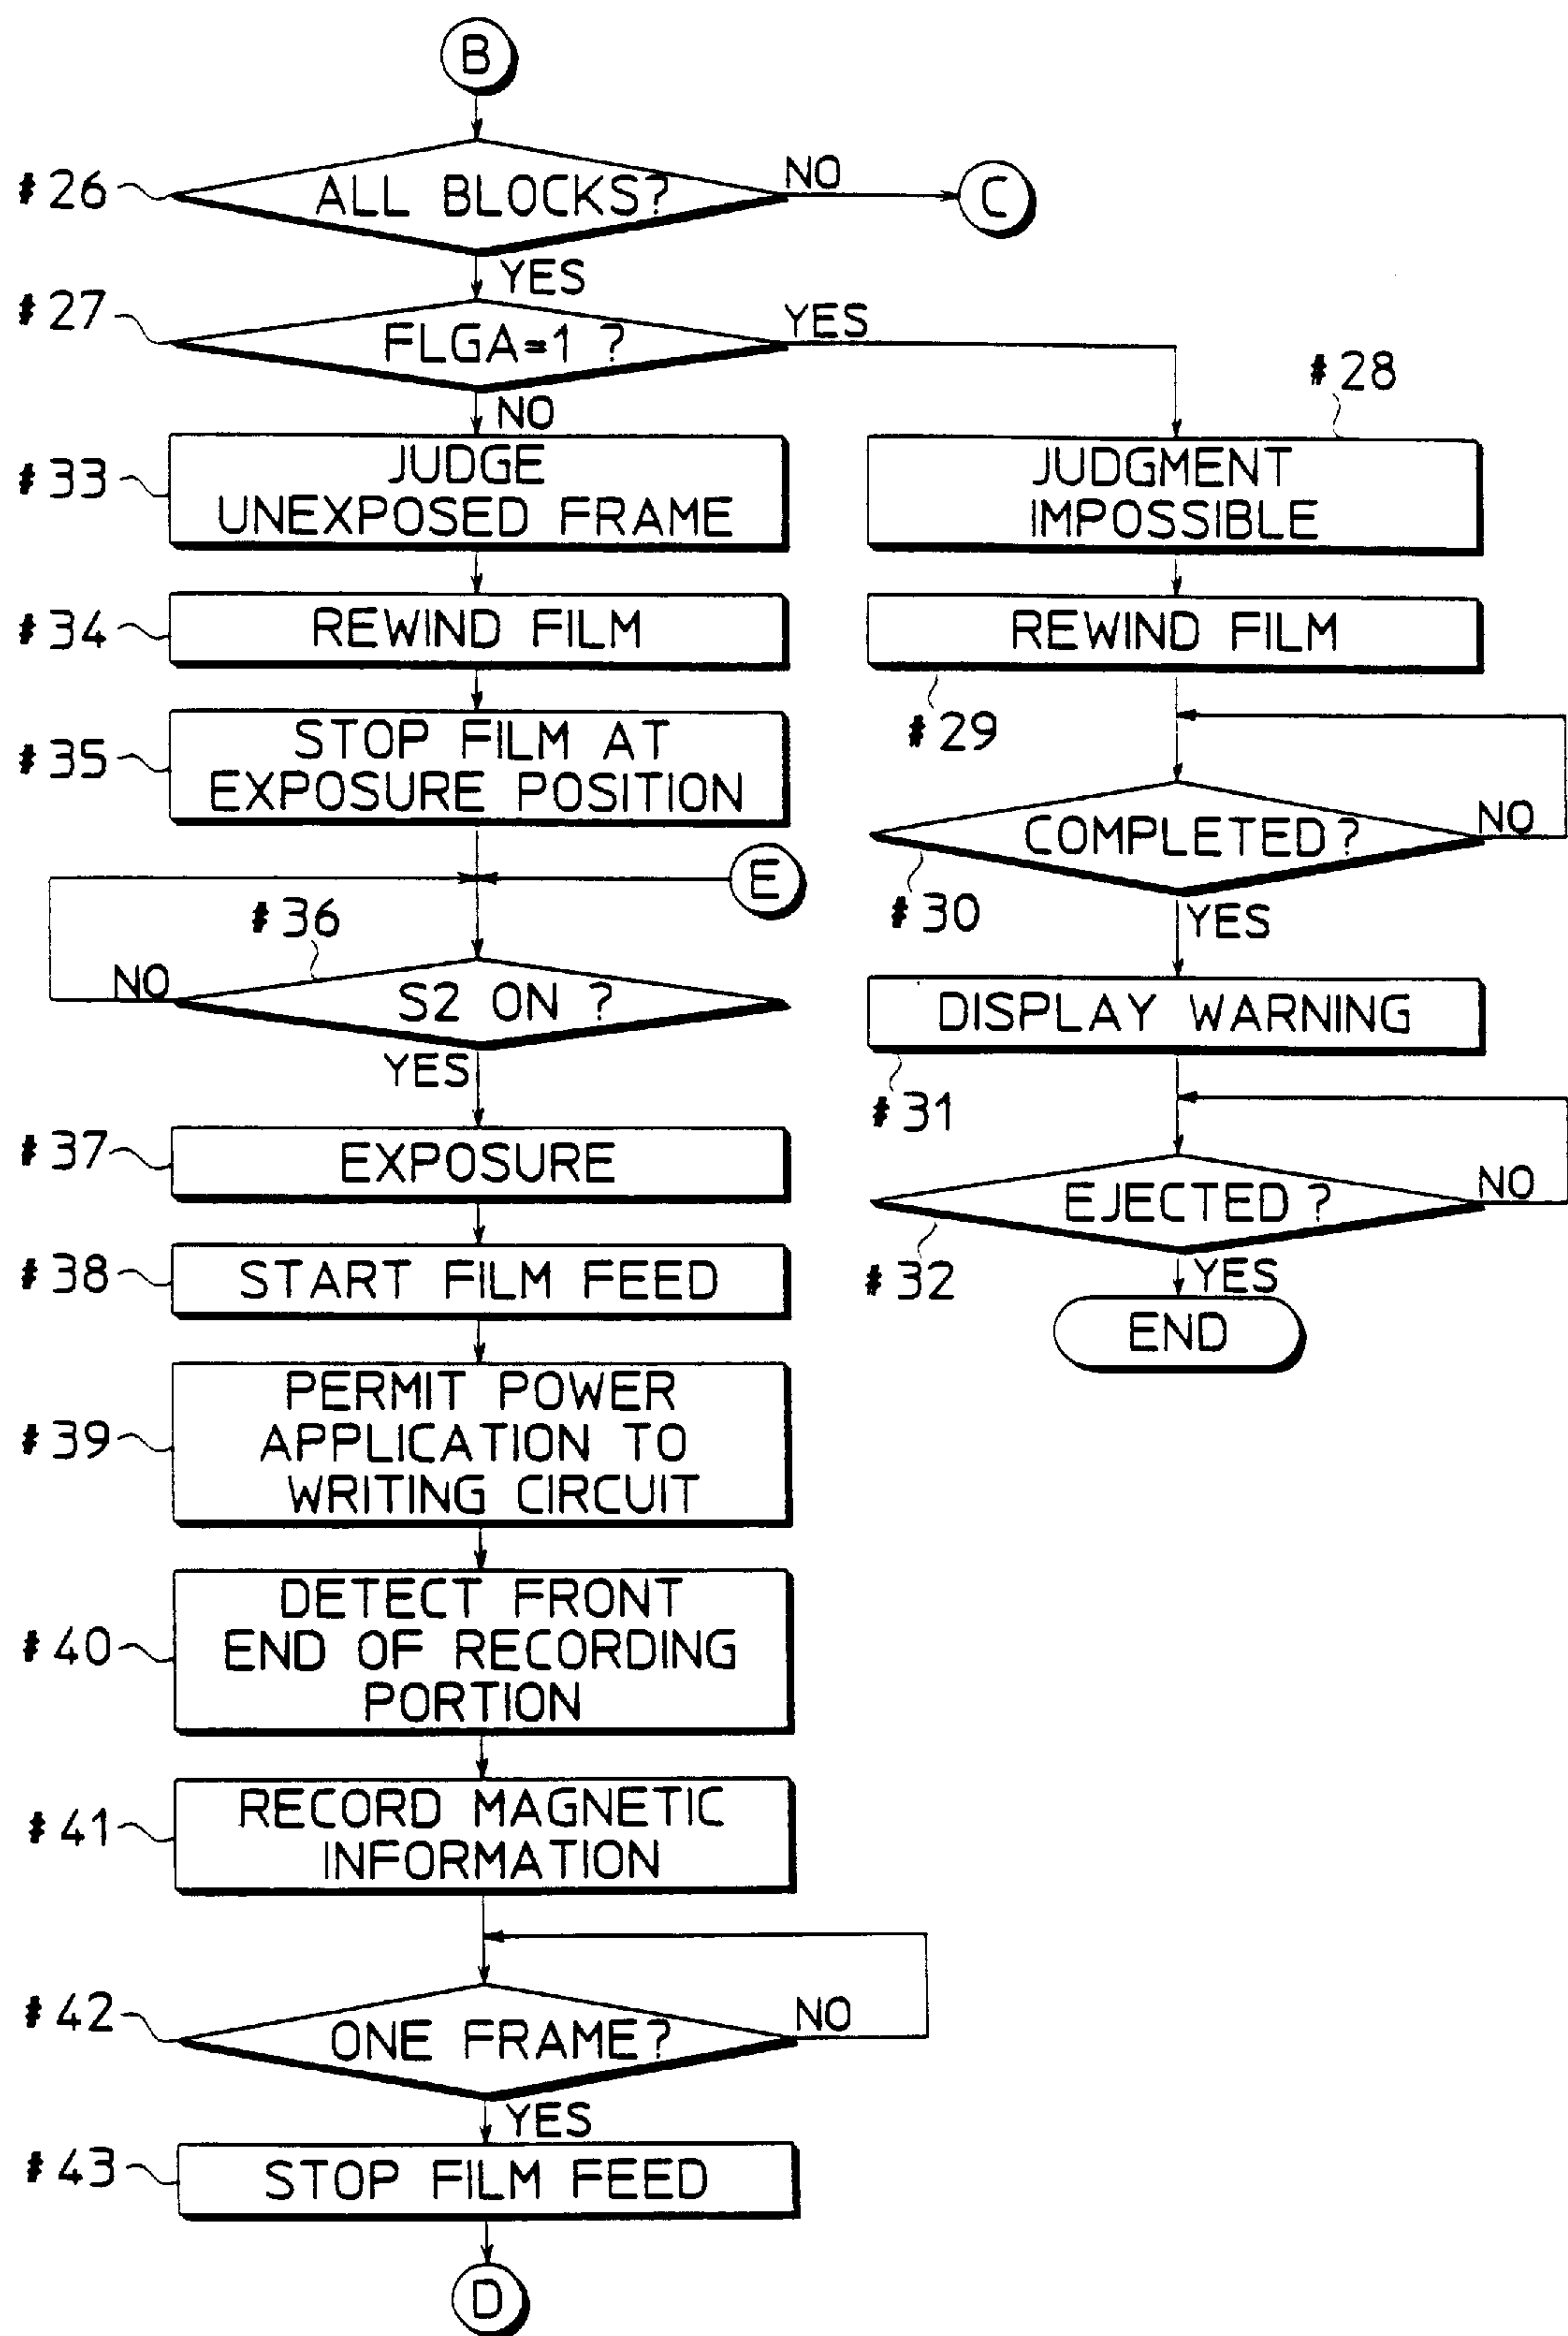 B
#26
ALL BLOCKS?
NO
C
YES
#27
FLGA=1 ?
YES
NO
#28
#33
JUDGE
UNEXPOSED FRAME
JUDGMENT
IMPOSSIBLE
#34
REWIND FILM
REWIND FILM
#29
#35
STOP FILM AT
EXPOSURE POSITION
COMPLETED?
NO
#30
YES
E
#36
NO
S2 ON ?
YES
DISPLAY WARNING
#31
#37
EXPOSURE
EJECTED ?
NO
#32
YES
END
#38
START FILM FEED
#39
PERMIT POWER
APPLICATION TO
WRITING CIRCUIT
#40
DETECT FRONT
END OF RECORDING
PORTION
#41
RECORD MAGNETIC
INFORMATION
#42
ONE FRAME?
NO
YES
#43
STOP FILM FEED
D